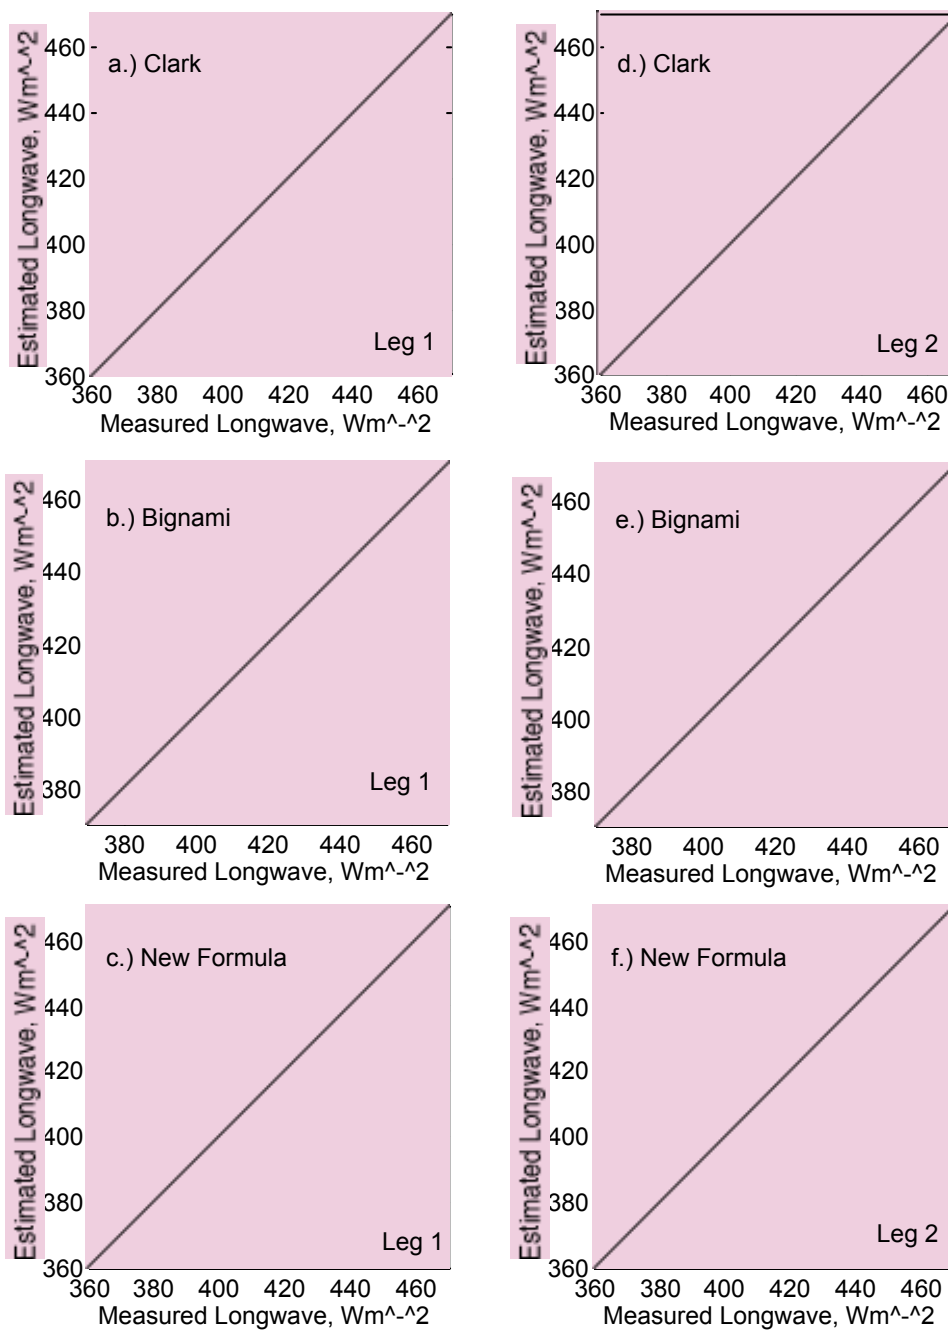 Estimated Longwave, Wm^-^2
460
440
420
400
380
360
a.) Clark
Leg 1
360 380 400 420 440 460
Measured Longwave, Wm^-^2
Estimated Longwave, Wm^-^2
460
440
420
400
380
360
d.) Clark
Leg 2
360 380 400 420 440 460
Measured Longwave, Wm^-^2
Estimated Longwave, Wm^-^2
460
440
420
400
380
b.) Bignami
Leg 1
380 400 420 440 460
Measured Longwave, Wm^-^2
Estimated Longwave, Wm^-^2
460
440
420
400
380
e.) Bignami
380 400 420 440 460
Measured Longwave, Wm^-^2
Estimated Longwave, Wm^-^2
460
440
420
400
380
360
c.) New Formula
Leg 1
360 380 400 420 440 460
Measured Longwave, Wm^-^2
Estimated Longwave, Wm^-^2
460
440
420
400
380
360
f.) New Formula
Leg 2
360 380 400 420 440 460
Measured Longwave, Wm^-^2